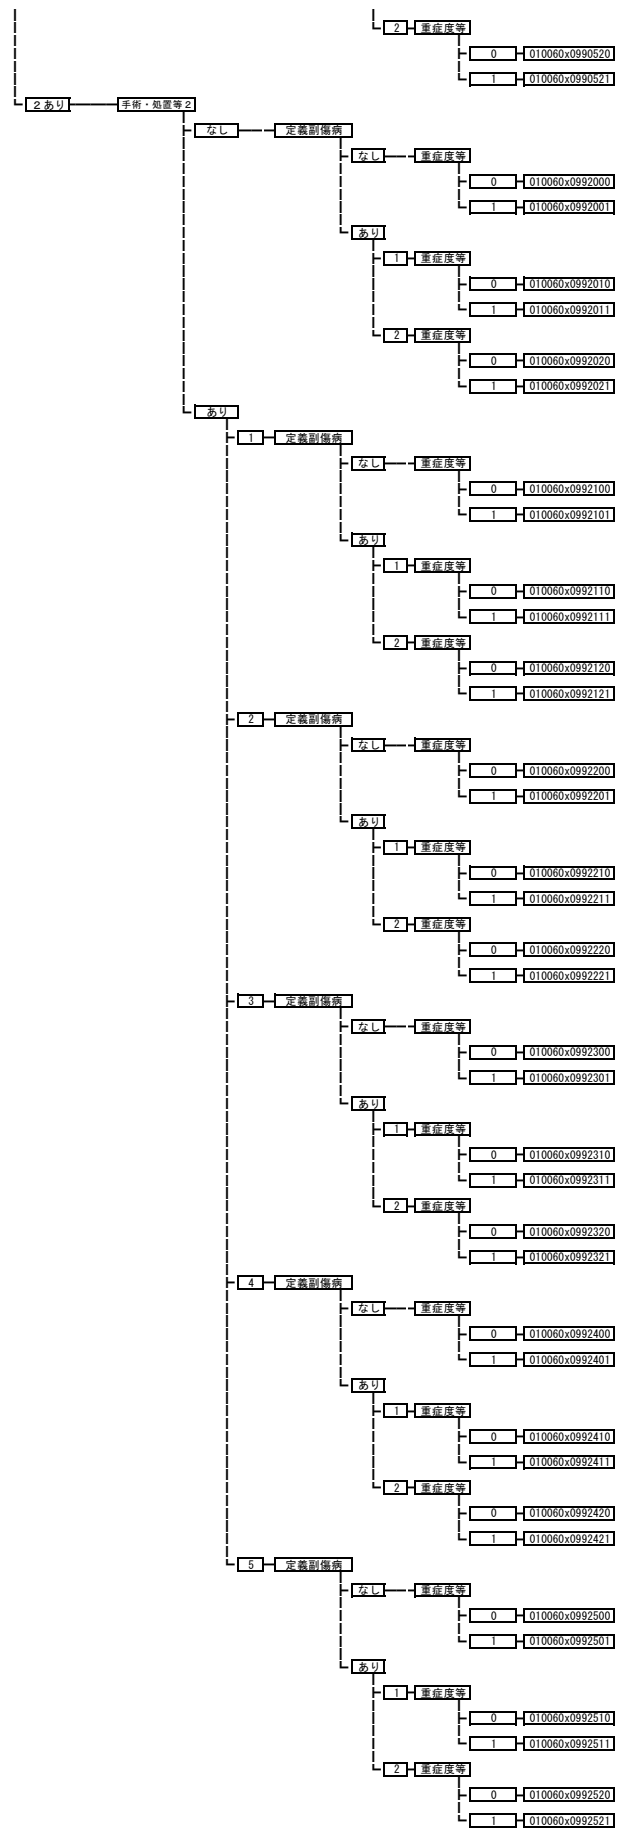 2 重症度等
0 010060x0990520
1 010060x0990521
2あり 手術・処置等2
なし 定義副傷病
なし 重症度等
0 010060x0992000
1 010060x0992001
あり
1 重症度等
0 010060x0992010
1 010060x0992011
2 重症度等
0 010060x0992020
1 010060x0992021
あり
1 定義副傷病
なし 重症度等
0 010060x0992100
1 010060x0992101
あり
1 重症度等
0 010060x0992110
1 010060x0992111
2 重症度等
0 010060x0992120
1 010060x0992121
2 定義副傷病
なし 重症度等
0 010060x0992200
1 010060x0992201
あり
1 重症度等
0 010060x0992210
1 010060x0992211
2 重症度等
0 010060x0992220
1 010060x0992221
3 定義副傷病
なし 重症度等
0 010060x0992300
1 010060x0992301
あり
1 重症度等
0 010060x0992310
1 010060x0992311
2 重症度等
0 010060x0992320
1 010060x0992321
4 定義副傷病
なし 重症度等
0 010060x0992400
1 010060x0992401
あり
1 重症度等
0 010060x0992410
1 010060x0992411
2 重症度等
0 010060x0992420
1 010060x0992421
5 定義副傷病
なし 重症度等
0 010060x0992500
1 010060x0992501
あり
1 重症度等
0 010060x0992510
1 010060x0992511
2 重症度等
0 010060x0992520
1 010060x0992521